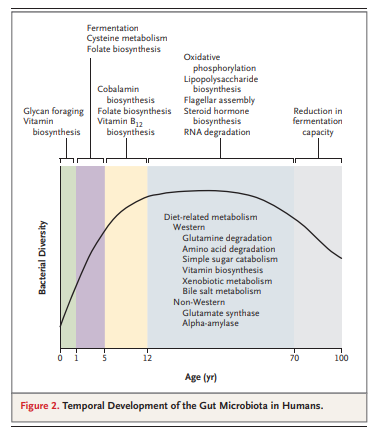 Fermentation
Cysteine metabolism
Folate biosynthesis
Oxidative
phosphorylation
Lipopolysaccharide
biosynthesis
Flagellar assembly
Steroid hormone
biosynthesis
RNA degradation
Cobalamin
biosynthesis
Folate biosynthesis
Vitamin B12
biosynthesis
Glycan foraging
Vitamin
biosynthesis
Reduction in
fermentation
capacity
Bacterial Diversity
Diet-related metabolism
Western
Glutamine degradation
Amino acid degradation
Simple sugar catabolism
Vitamin biosynthesis
Xenobiotic metabolism
Bile salt metabolism
Non-Western
Glutamate synthase
Alpha-amylase
0 1 5 12 70 100
Age (yr)
Figure 2. Temporal Development of the Gut Microbiota in Humans.